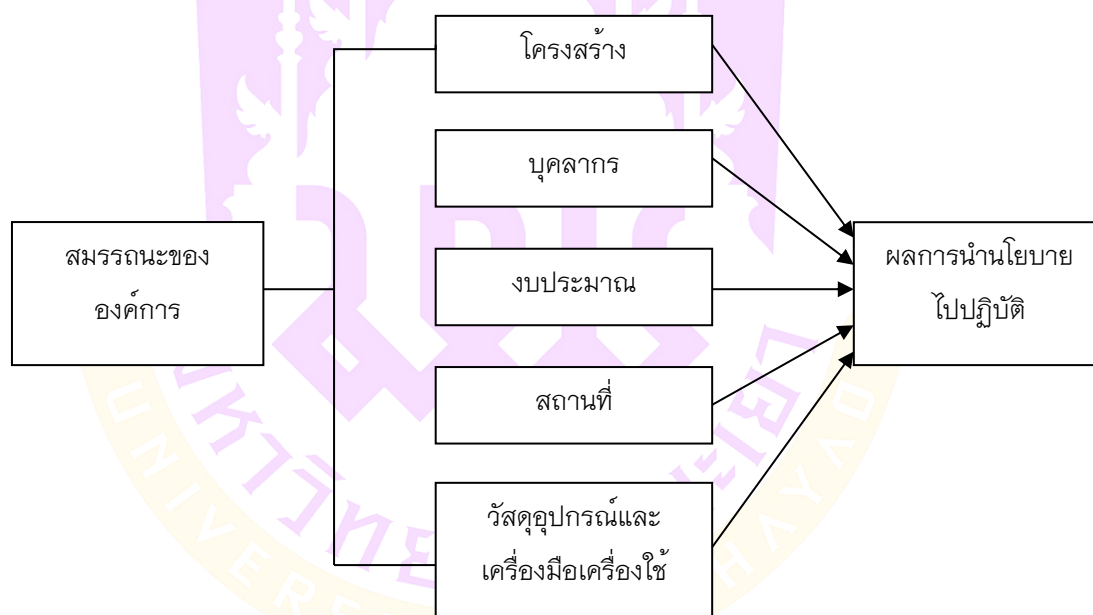 โครงสร้าง
บุคลากร
สมรรถนะของ
องค์การ
งบประมาณ
ผลการนำนโยบาย
ไปปฏิบัติ
สถานที่
วัสดุอุปกรณ์และ
เครื่องมือเครื่องใช้